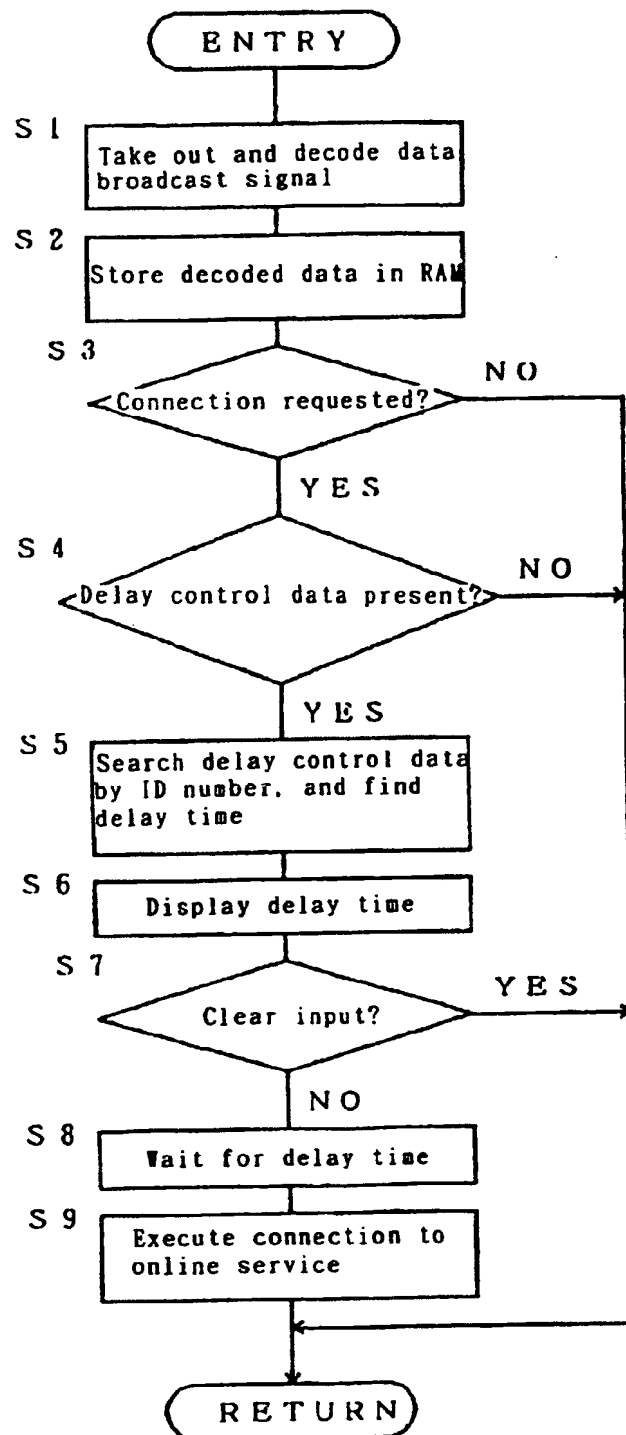 ENTRY
S 1
Take out and decode data
broadcast signal
S 2
Store decoded data in RAM
S 3
Connection requested?
NO
YES
S 4
Delay control data present?
NO
YES
S 5
Search delay control data
by ID number, and find
delay time
S 6
Display delay time
S 7
Clear input?
YES
NO
S 8
Wait for delay time
S 9
Execute connection to
online service
RETURN